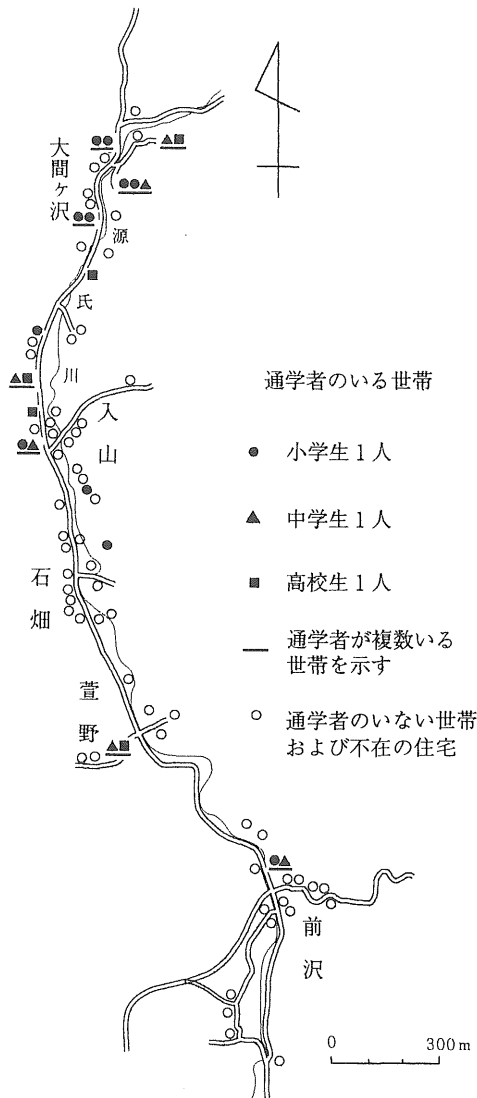 大間ヶ沢
源
氏
川
入山
石畑
萱野
前沢
通学者のいる世帯
小学生1人
中学生1人
高校生1人
通学者が複数いる
世帯を示す
通学者のいない世帯
および不在の住宅
0 300m